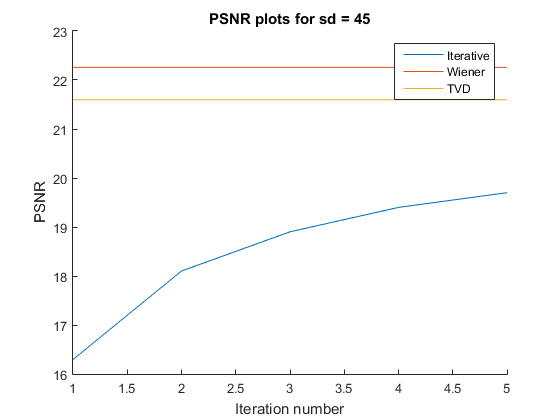 PSNR plots for sd = 45
23
22
21
20
19
18
17
16
PSNR
Iterative
Wiener
TVD
1 1.5 2 2.5 3 3.5 4 4.5 5
Iteration number